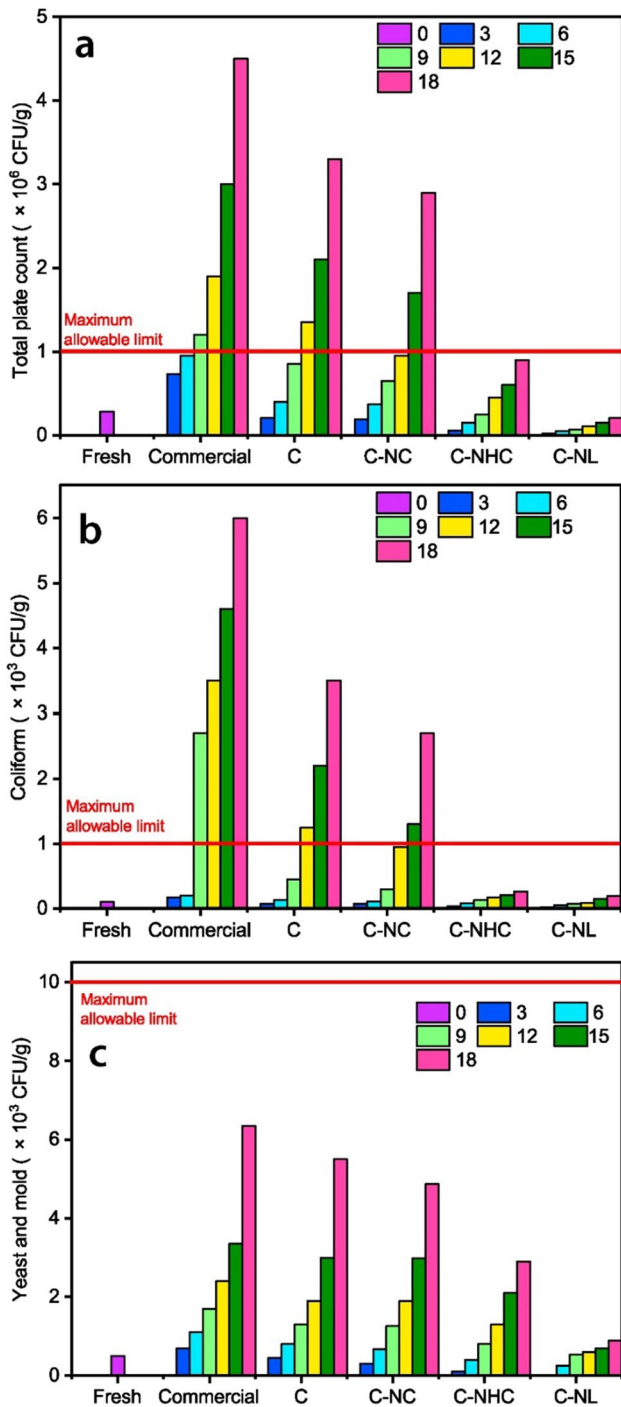 a
0 3 6
9 12 15
18
5
4
3
2
1
0
Total plate count ( × 10⁶ CFU/g)
Maximum
allowable limit
Fresh Commercial C C-NC C-NHC C-NL
b
0 3 6
9 12 15
18
6
5
4
3
2
1
0
Coliform ( × 10³ CFU/g)
Maximum
allowable limit
Fresh Commercial C C-NC C-NHC C-NL
10
8
6
4
2
0
Yeast and mold ( × 10³ CFU/g)
Maximum
allowable limit
c
0 3 6
9 12 15
18
Fresh Commercial C C-NC C-NHC C-NL